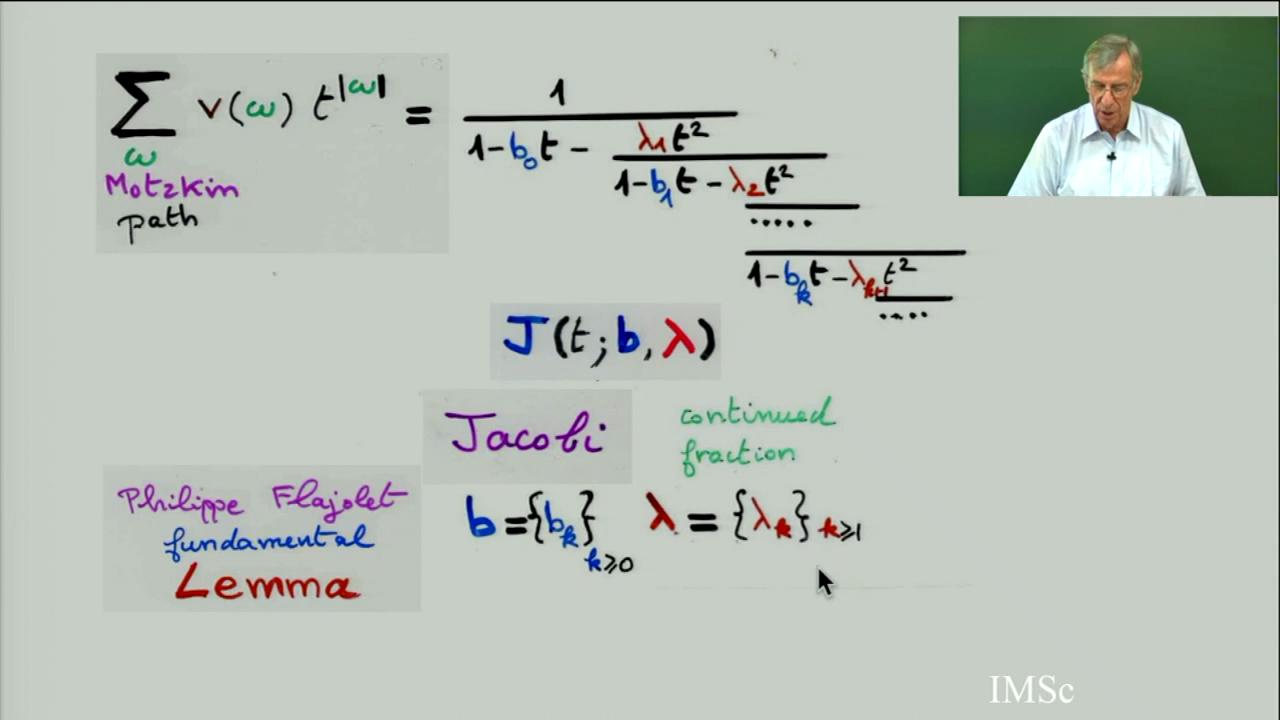 ∑ v(ω) t^|ω| = 1
ω
Motzkin
path
1-b₀t - λ₁t²
1-b₁t - λ₂t²
.....
1-b_k t - λ_{k+1} t²
....
J(t; b, λ)
Jacobi
continued
fraction
Philippe Flajolet
fundamental
Lemma
b = {b_k}_{k≥0} λ = {λ_k}_{k≥1}
IMSc